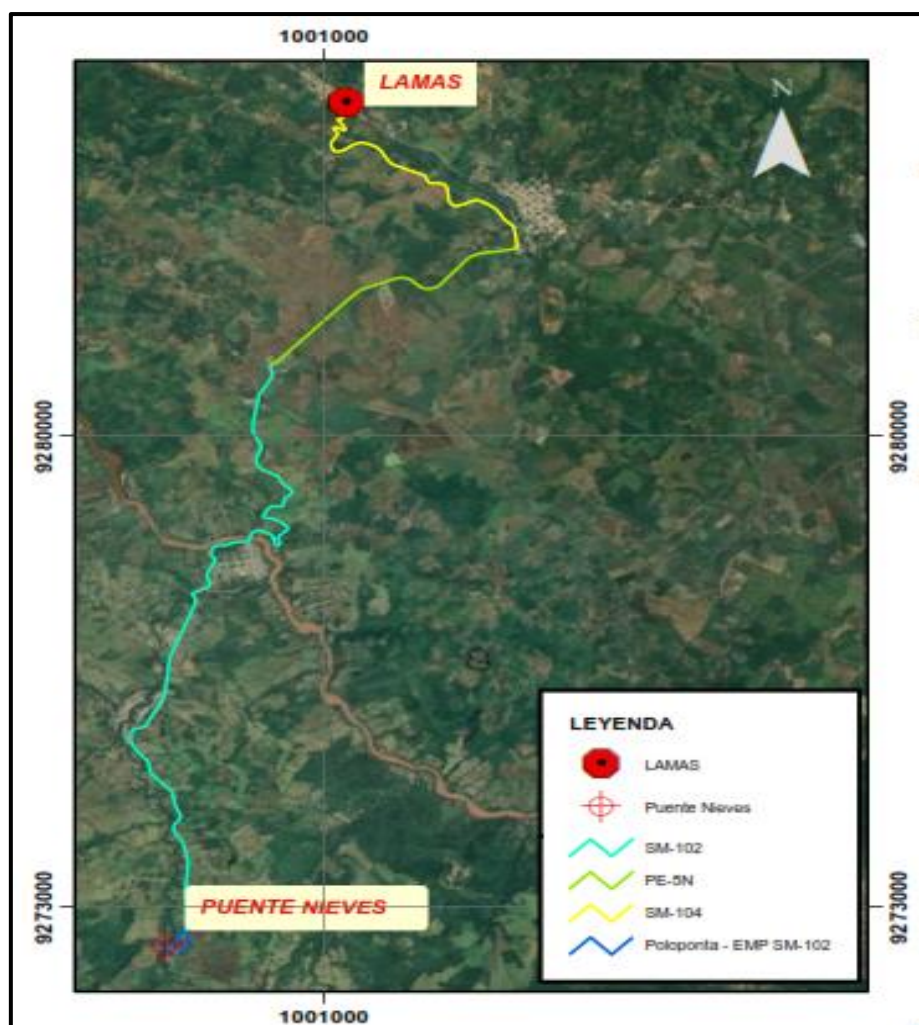 1001000
LAMAS
N
9280000
9280000
LEYENDA
LAMAS
Puente Nieves
SM-102
PE-5N
SM-104
Poloponta - EMP SM-102
PUENTE NIEVES
9273000
9273000
1001000